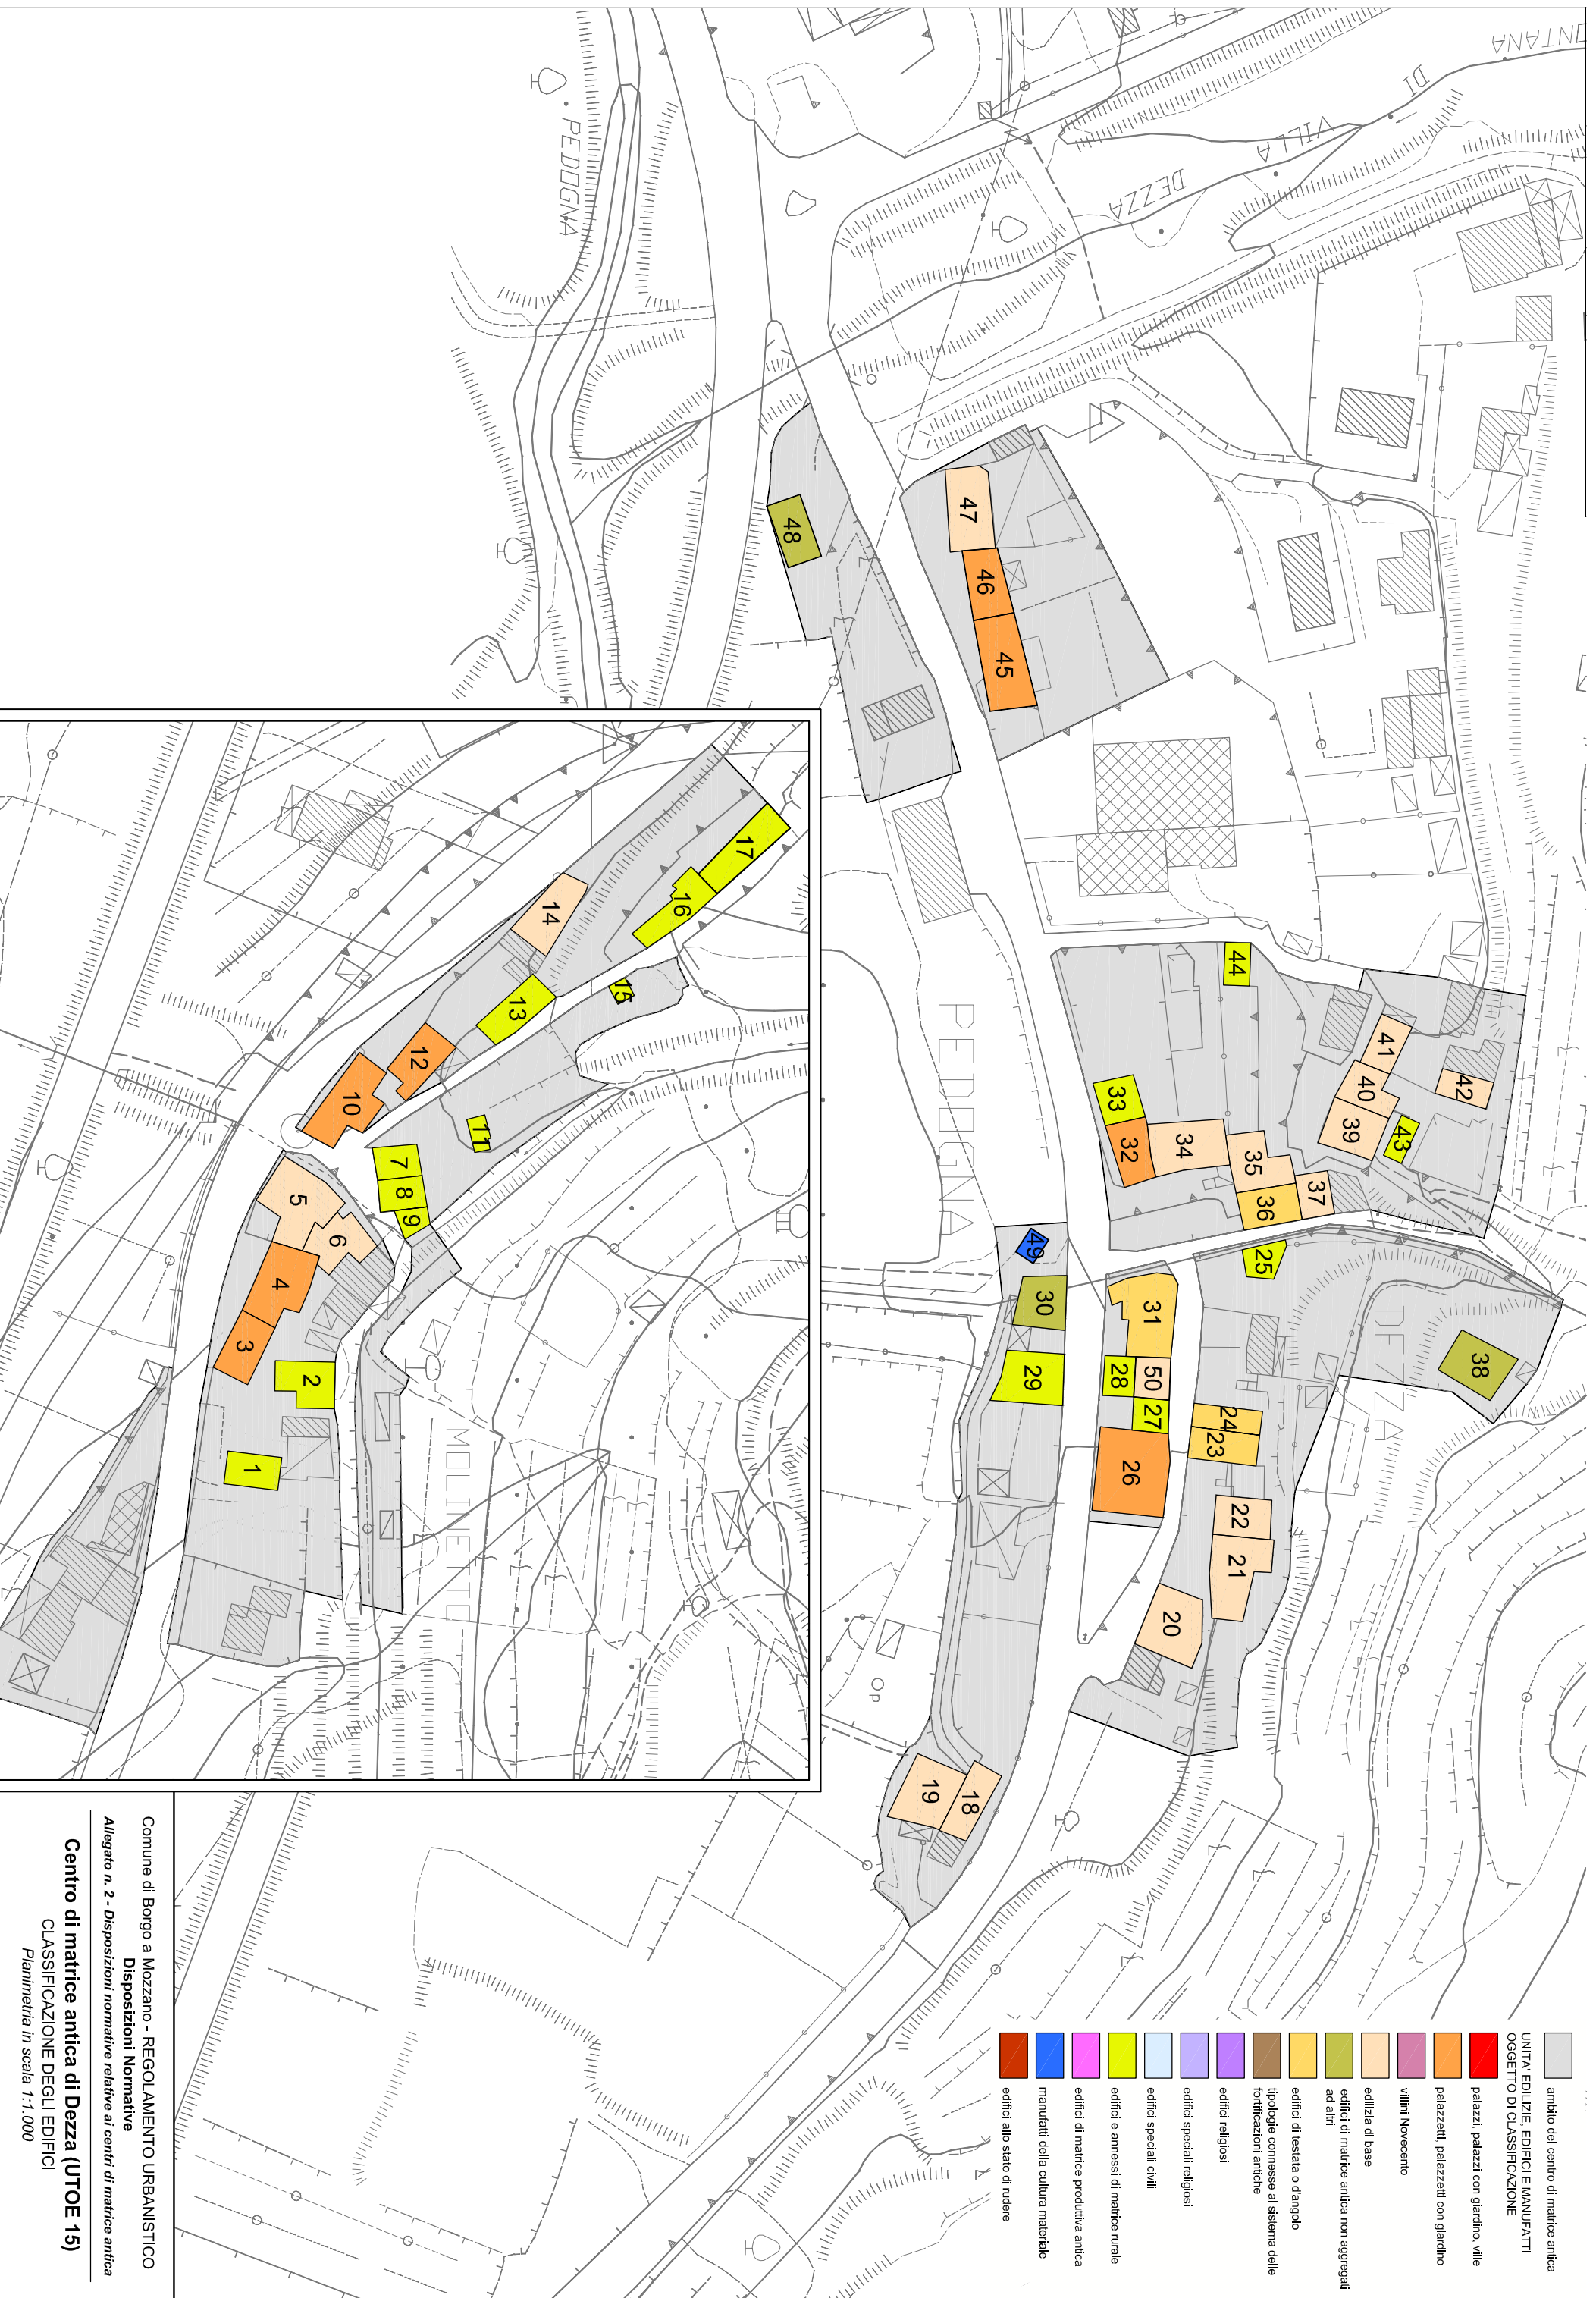 ambito del centro di matrice antica
UNITA' EDILIZIE, EDIFICI E MANUFATTI
OGGETTO DI CLASSIFICAZIONE
palazzi, palazzi con giardino, ville
palazzetti, palazzetti con giardino
villini Novecento
edilizia di base
edifici di matrice antica non aggregati
ad altri
edifici di testata o d'angolo
tipologie connesse al sistema delle
fortificazioni antiche
edifici religiosi
edifici speciali religiosi
edifici speciali civili
edifici e annessi di matrice rurale
edifici di matrice produttiva antica
manufatti della cultura materiale
edifici allo stato di rudere
DI
VILLA
DEZZA
PEDOGNA
47
46
45
48
44
41
40
39
42
43
33
32
34
35
36
37
25
38
DEZZA
PEDOGNA
49
30
29
31
50
28
27
26
24
23
22
21
20
19
18
17
16
14
15
13
12
10
11
7
8
9
5
6
4
3
2
1
MOLINETTO
Comune di Borgo a Mozzano - REGOLAMENTO URBANISTICO
Disposizioni Normative
Allegato n. 2 - Disposizioni normative relative ai centri di matrice antica
Centro di matrice antica di Dezza (UTOE 15)
CLASSIFICAZIONE DEGLI EDIFICI
Planimetria in scala 1:1.000